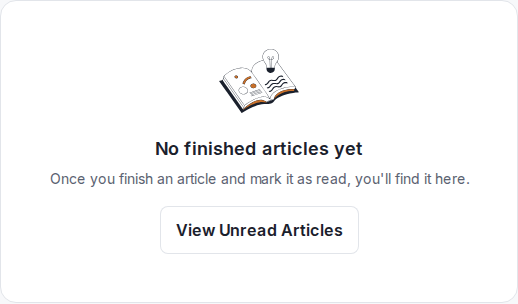 No finished articles yet
Once you finish an article and mark it as read, you'll find it here.
View Unread Articles